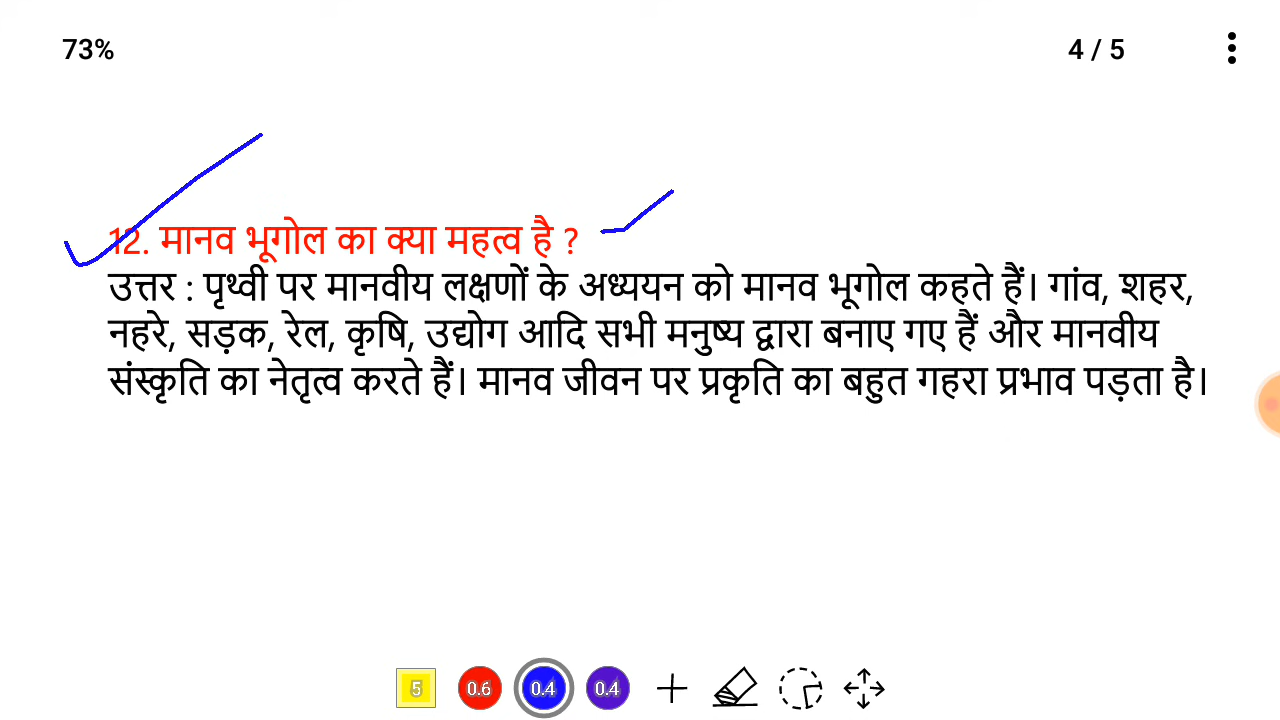 73%
4 / 5
12. मानव भूगोल का क्या महत्व है ?
उत्तर : पृथ्वी पर मानवीय लक्षणों के अध्ययन को मानव भूगोल कहते हैं। गांव, शहर,
नहरे, सड़क, रेल, कृषि, उद्योग आदि सभी मनुष्य द्वारा बनाए गए हैं और मानवीय
संस्कृति का नेतृत्व करते हैं। मानव जीवन पर प्रकृति का बहुत गहरा प्रभाव पड़ता है।
5 0.6 0.4 0.4